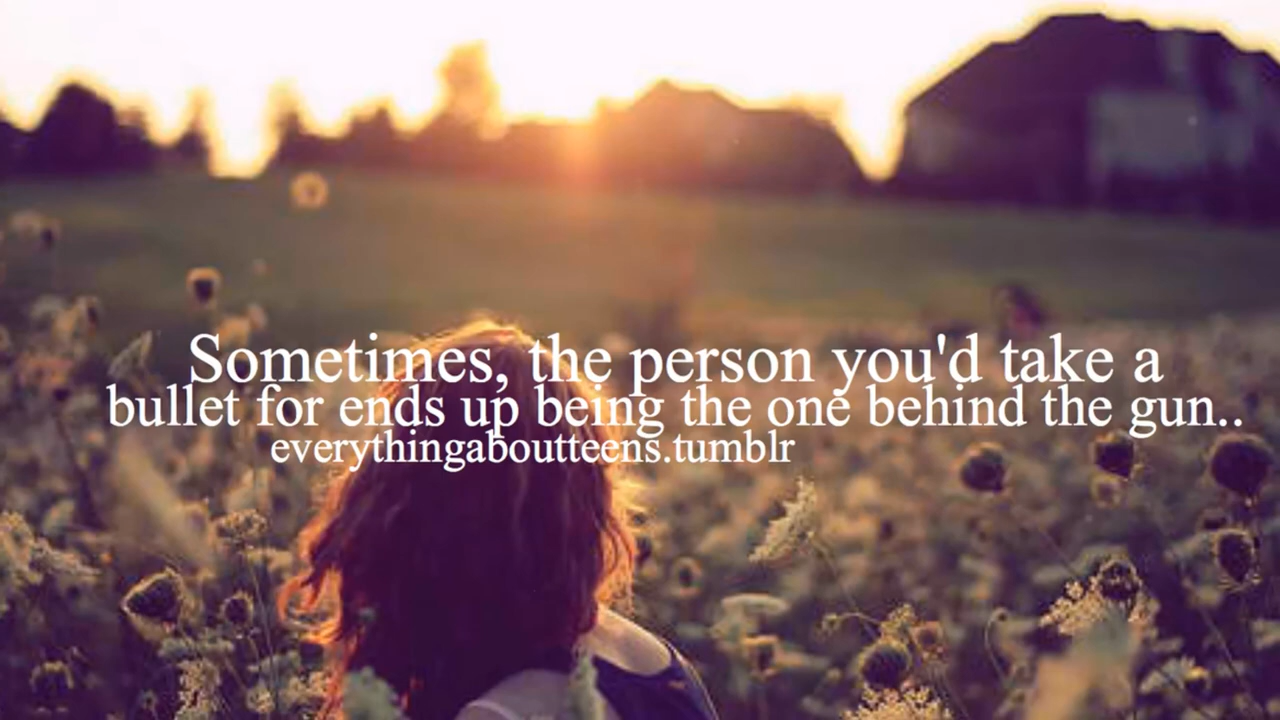 Sometimes, the person you'd take a
bullet for ends up being the one behind the gun..
everythingaboutteens.tumblr